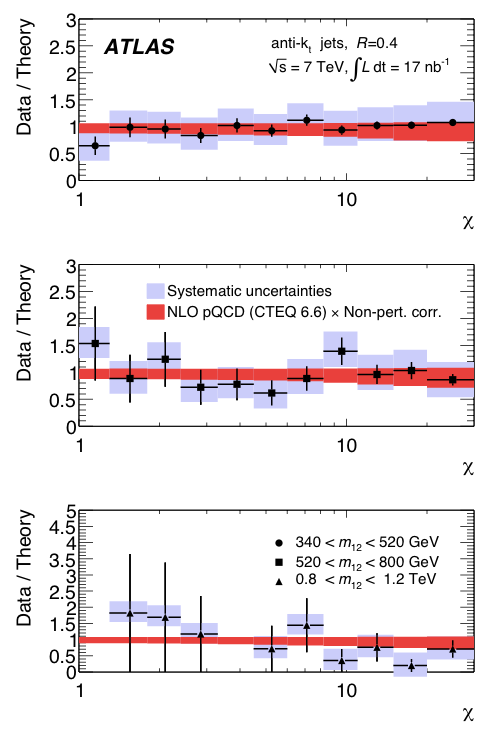 3
2.5
2
1.5
1
0.5
0
Data / Theory
ATLAS
anti-kₜ jets, R=0.4
√s = 7 TeV, ∫L dt = 17 nb⁻¹
1
10
χ
3
2.5
2
1.5
1
0.5
0
Data / Theory
Systematic uncertainties
NLO pQCD (CTEQ 6.6) × Non-pert. corr.
1
10
χ
5
4.5
4
3.5
3
2.5
2
1.5
1
0.5
0
Data / Theory
340 < m₁₂ < 520 GeV
520 < m₁₂ < 800 GeV
0.8 < m₁₂ < 1.2 TeV
1
10
χ